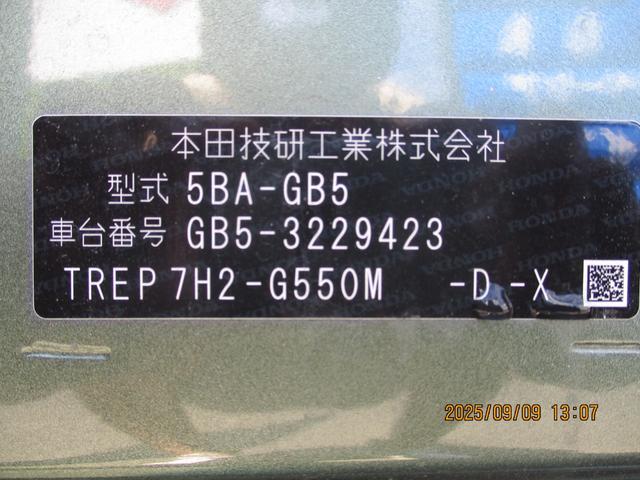 本田技研工業株式会社
型式 5BA-GB5
車台番号 GB5-3229423
TREP 7H2-G550M -D -X
2025/09/09 13:07